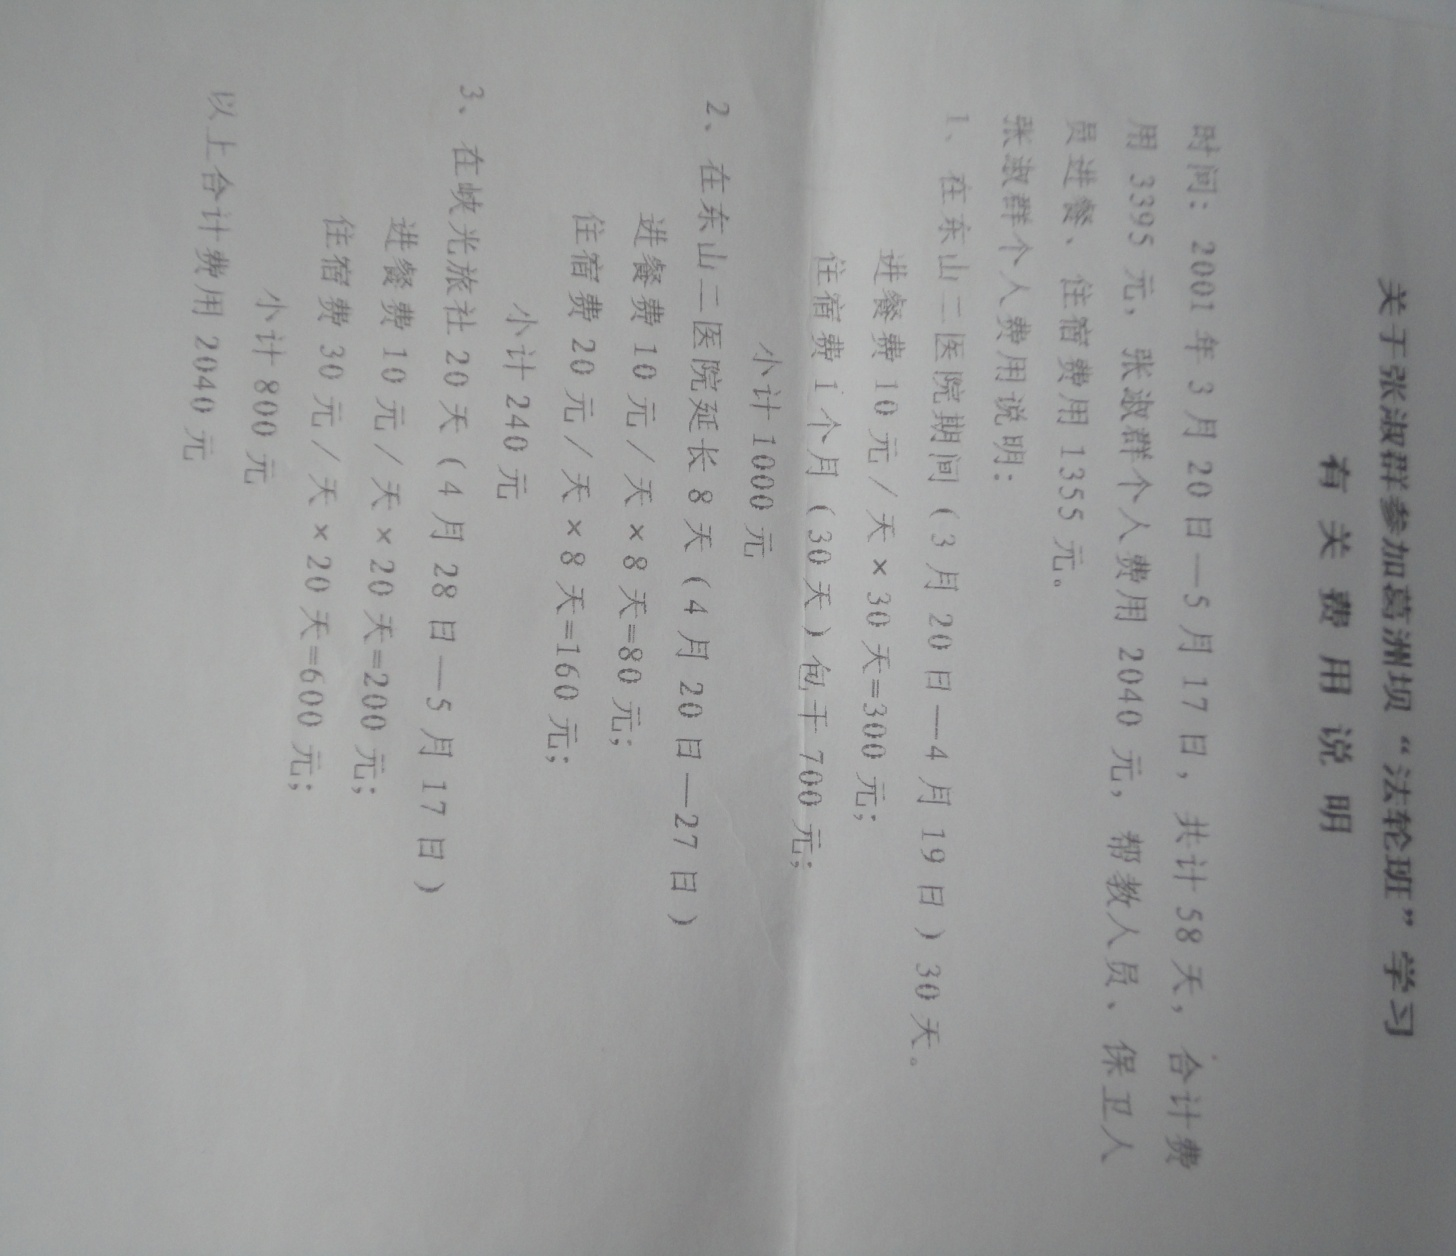 关于张淑群参加葛洲坝“法轮班”学习
有关费用说明
时间：2001年3月20日—5月17日，共计58天，合计费
用3395元，张淑群个人费用2040元，帮教人员、保卫人
员进餐、住宿费用1355元。
张淑群个人费用说明：
1、在东山二医院期间（3月20日—4月19日）30天。
进餐费10元/天×30天=300元；
住宿费1个月（30天）包干700元；
小计1000元
2、在东山二医院延长8天（4月20日—27日）
进餐费10元/天×8天=80元；
住宿费20元/天×8天=160元；
小计240元
3、在峡光旅社20天（4月28日—5月17日）
进餐费10元/天×20天=200元；
住宿费30元/天×20天=600元；
小计800元
以上合计费用2040元